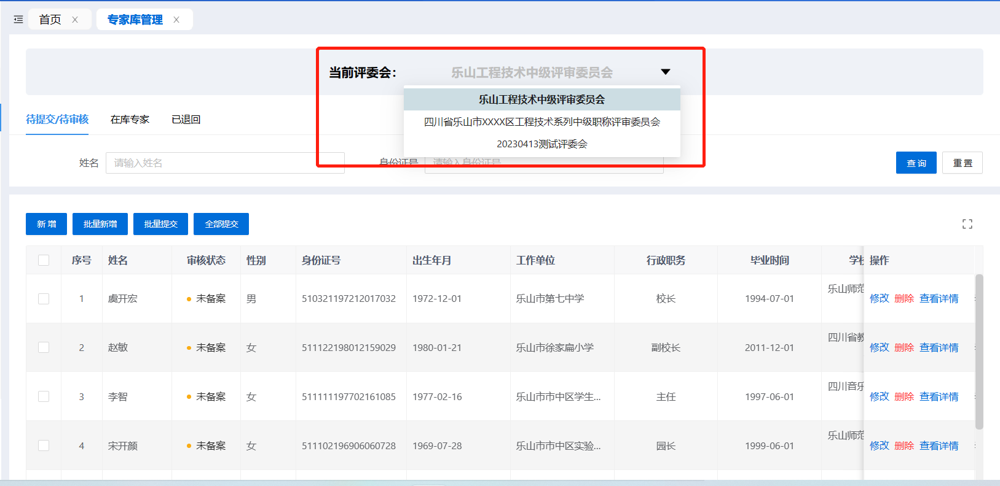 首页
专家库管理
当前评委会：
乐山工程技术中级评审委员会
乐山工程技术中级评审委员会
四川省乐山市XXXX区工程技术系列中级职称评审委员会
20230413测试评委会
待提交/待审核 在库专家 已退回
姓名 请输入姓名 身份证号 请输入身份证号 查询 重置
新增 批量新增 批量提交 全部提交
序号 姓名 审核状态 性别 身份证号 出生年月 工作单位 行政职务 毕业时间 学校 操作
1 虞开宏 未备案 男 510321197212017032 1972-12-01 乐山市第七中学 校长 1994-07-01 乐山师范 修改 删除 查看详情
2 赵敏 未备案 女 511122198012159029 1980-01-21 乐山市徐家扁小学 副校长 2011-12-01 四川省教 修改 删除 查看详情
3 李智 未备案 女 511111197702161085 1977-02-16 乐山市市中区学生... 主任 1997-06-01 四川音乐 修改 删除 查看详情
4 宋开颜 未备案 女 511102196906060728 1969-07-28 乐山市市中区实验... 园长 1999-06-01 乐山师范 修改 删除 查看详情